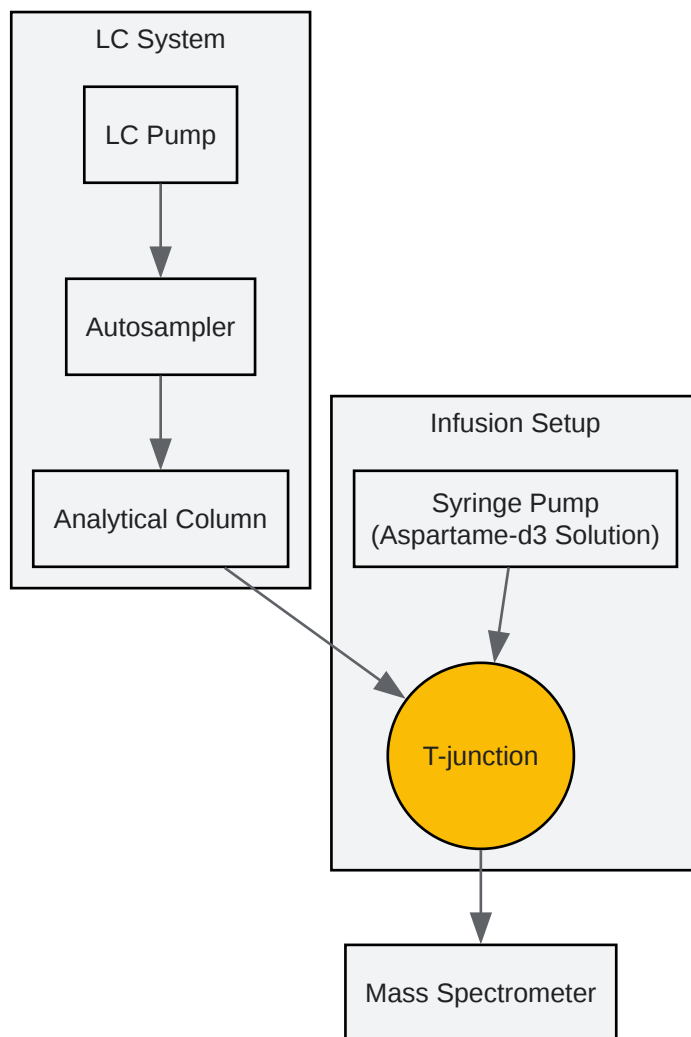 LC System
LC Pump
Autosampler
Analytical Column
Infusion Setup
Syringe Pump
(Aspartame-d3 Solution)
T-junction
Mass Spectrometer